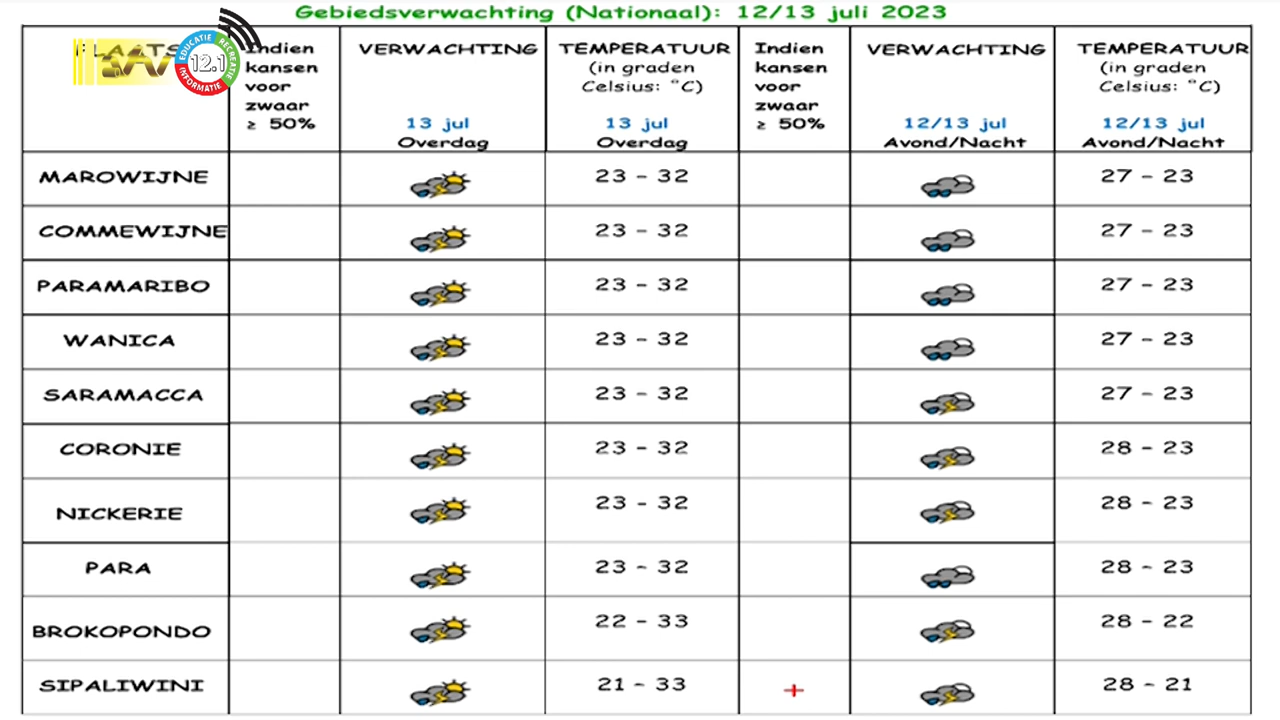 Gebiedsverwachting (Nationaal): 12/13 juli 2023
EDUCATIE
RECREATIE
INFORMATIE
12.1
Indien
kansen
voor
zwaar
≥ 50%
VERWACHTING
13 jul
Overdag
TEMPERATUUR
(in graden
Celsius: °C)
13 jul
Overdag
Indien
kansen
voor
zwaar
≥ 50%
VERWACHTING
12/13 jul
Avond/Nacht
TEMPERATUUR
(in graden
Celsius: °C)
12/13 jul
Avond/Nacht
MAROWIJNE 23 - 32 27 - 23
COMMEWIJNE 23 - 32 27 - 23
PARAMARIBO 23 - 32 27 - 23
WANICA 23 - 32 27 - 23
SARAMACCA 23 - 32 27 - 23
CORONIE 23 - 32 28 - 23
NICKERIE 23 - 32 28 - 23
PARA 23 - 32 28 - 23
BROKOPONDO 22 - 33 28 - 22
SIPALIWINI 21 - 33 + 28 - 21